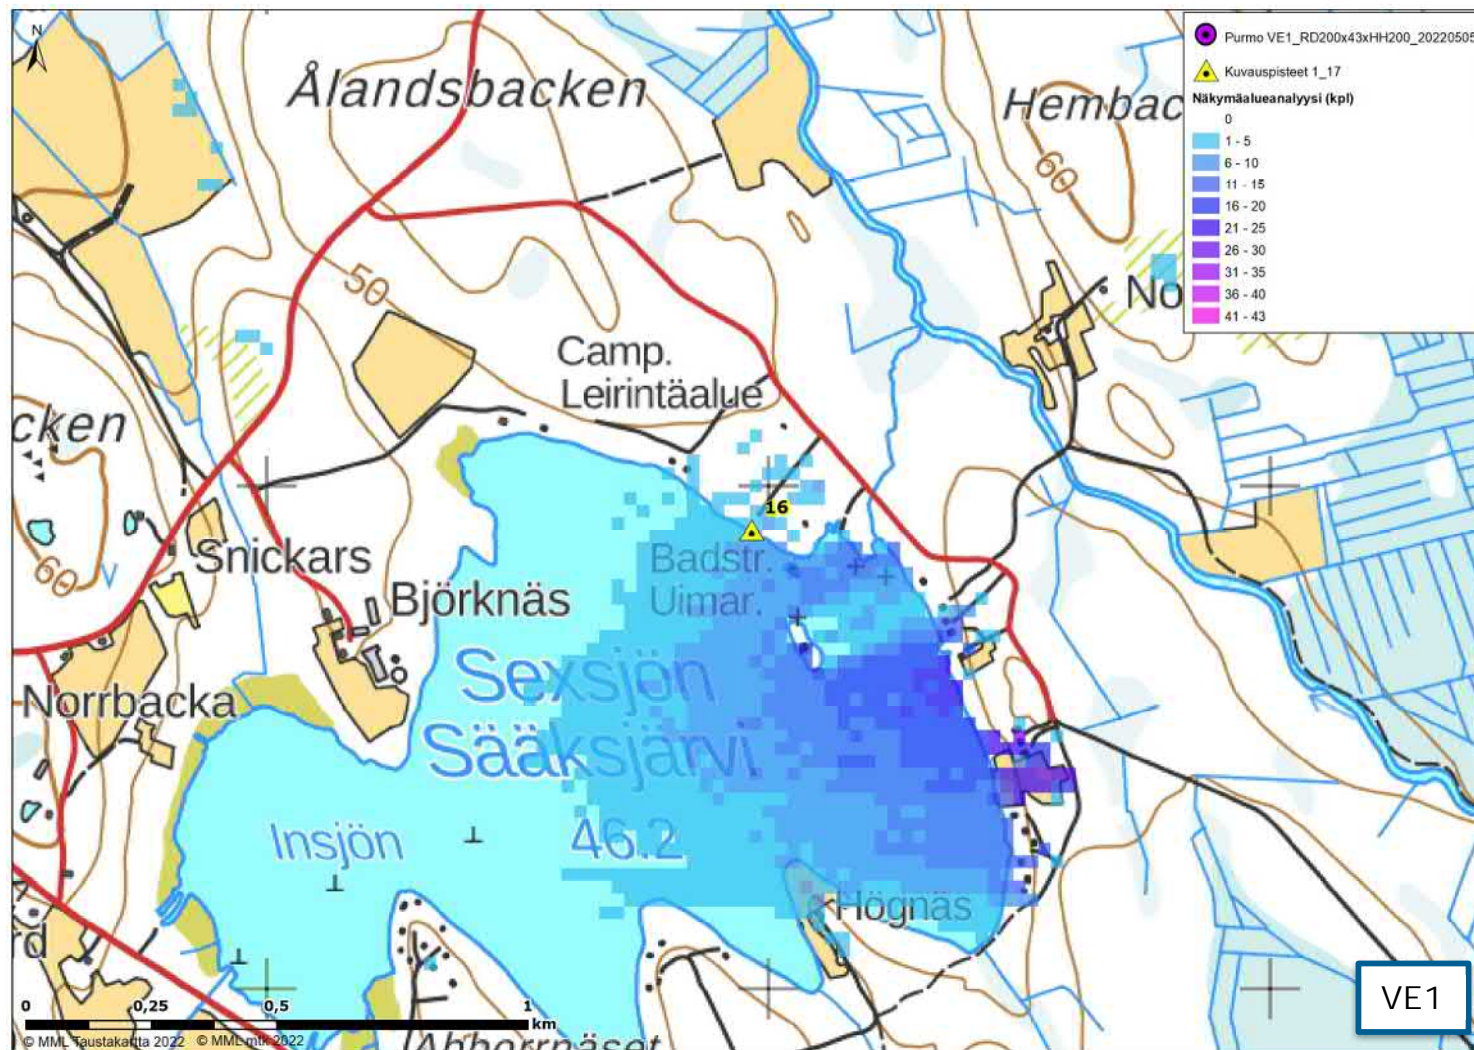 N
Ålandsbacken
Hembac
Purmo VE1_RD200x43xHH200_20220505
Kuvauspisteet 1_17
Näkymäalueanalyysi (kpl)
0
1 - 5
6 - 10
11 - 15
16 - 20
21 - 25
26 - 30
31 - 35
36 - 40
41 - 43
60
No
50
Camp.
Leirintäalue
cken
16
60
Snickars
Badstr.
Uimar.
Björknäs
Sexsjön
Sääksjärvi
Norrbacka
Insjön
46.2
Högnäs
rd
VE1
0 0,25 0,5 1
km
© MML Taustakartta 2022 © MML mtk 2022
Abborrnäset